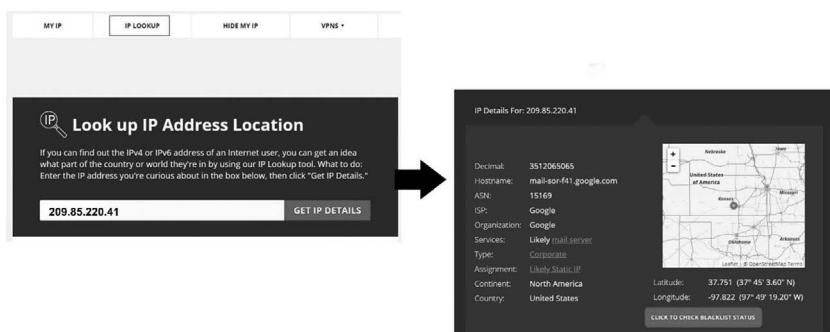 MY IP
IP LOOKUP
HIDE MY IP
VPNS
IP
Look up IP Address Location
If you can find out the IPv4 or IPv6 address of an Internet user, you can get an idea
what part of the country or world they're in by using our IP Lookup tool. What to do:
Enter the IP address you're curious about in the box below, then click "Get IP Details."
209.85.220.41
GET IP DETAILS
IP Details For: 209.85.220.41
Decimal: 3512065065
Hostname: mail-sor-f41.google.com
ASN: 15169
ISP: Google
Organization: Google
Services: Likely mail server
Type: Corporate
Assignment: Likely Static IP
Continent: North America
Country: United States
+
-
Nebraska
Iowa
United States
of America
Kansas
Missouri
Oklahoma
Arkansas
Leaflet | © OpenStreetMap Terms
Latitude: 37.751 (37° 45' 3.60" N)
Longitude: -97.822 (97° 49' 19.20" W)
CLICK TO CHECK BLACKLIST STATUS